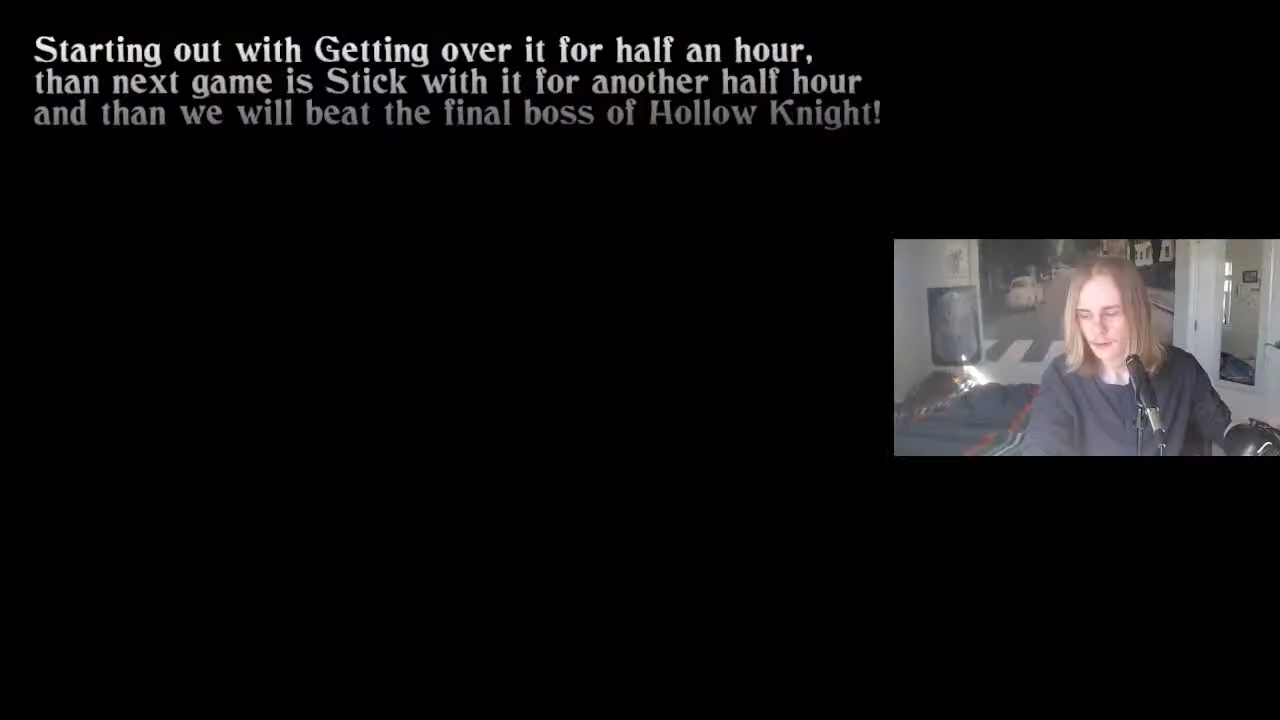 Starting out with Getting over it for half an hour,
than next game is Stick with it for another half hour
and than we will beat the final boss of Hollow Knight!